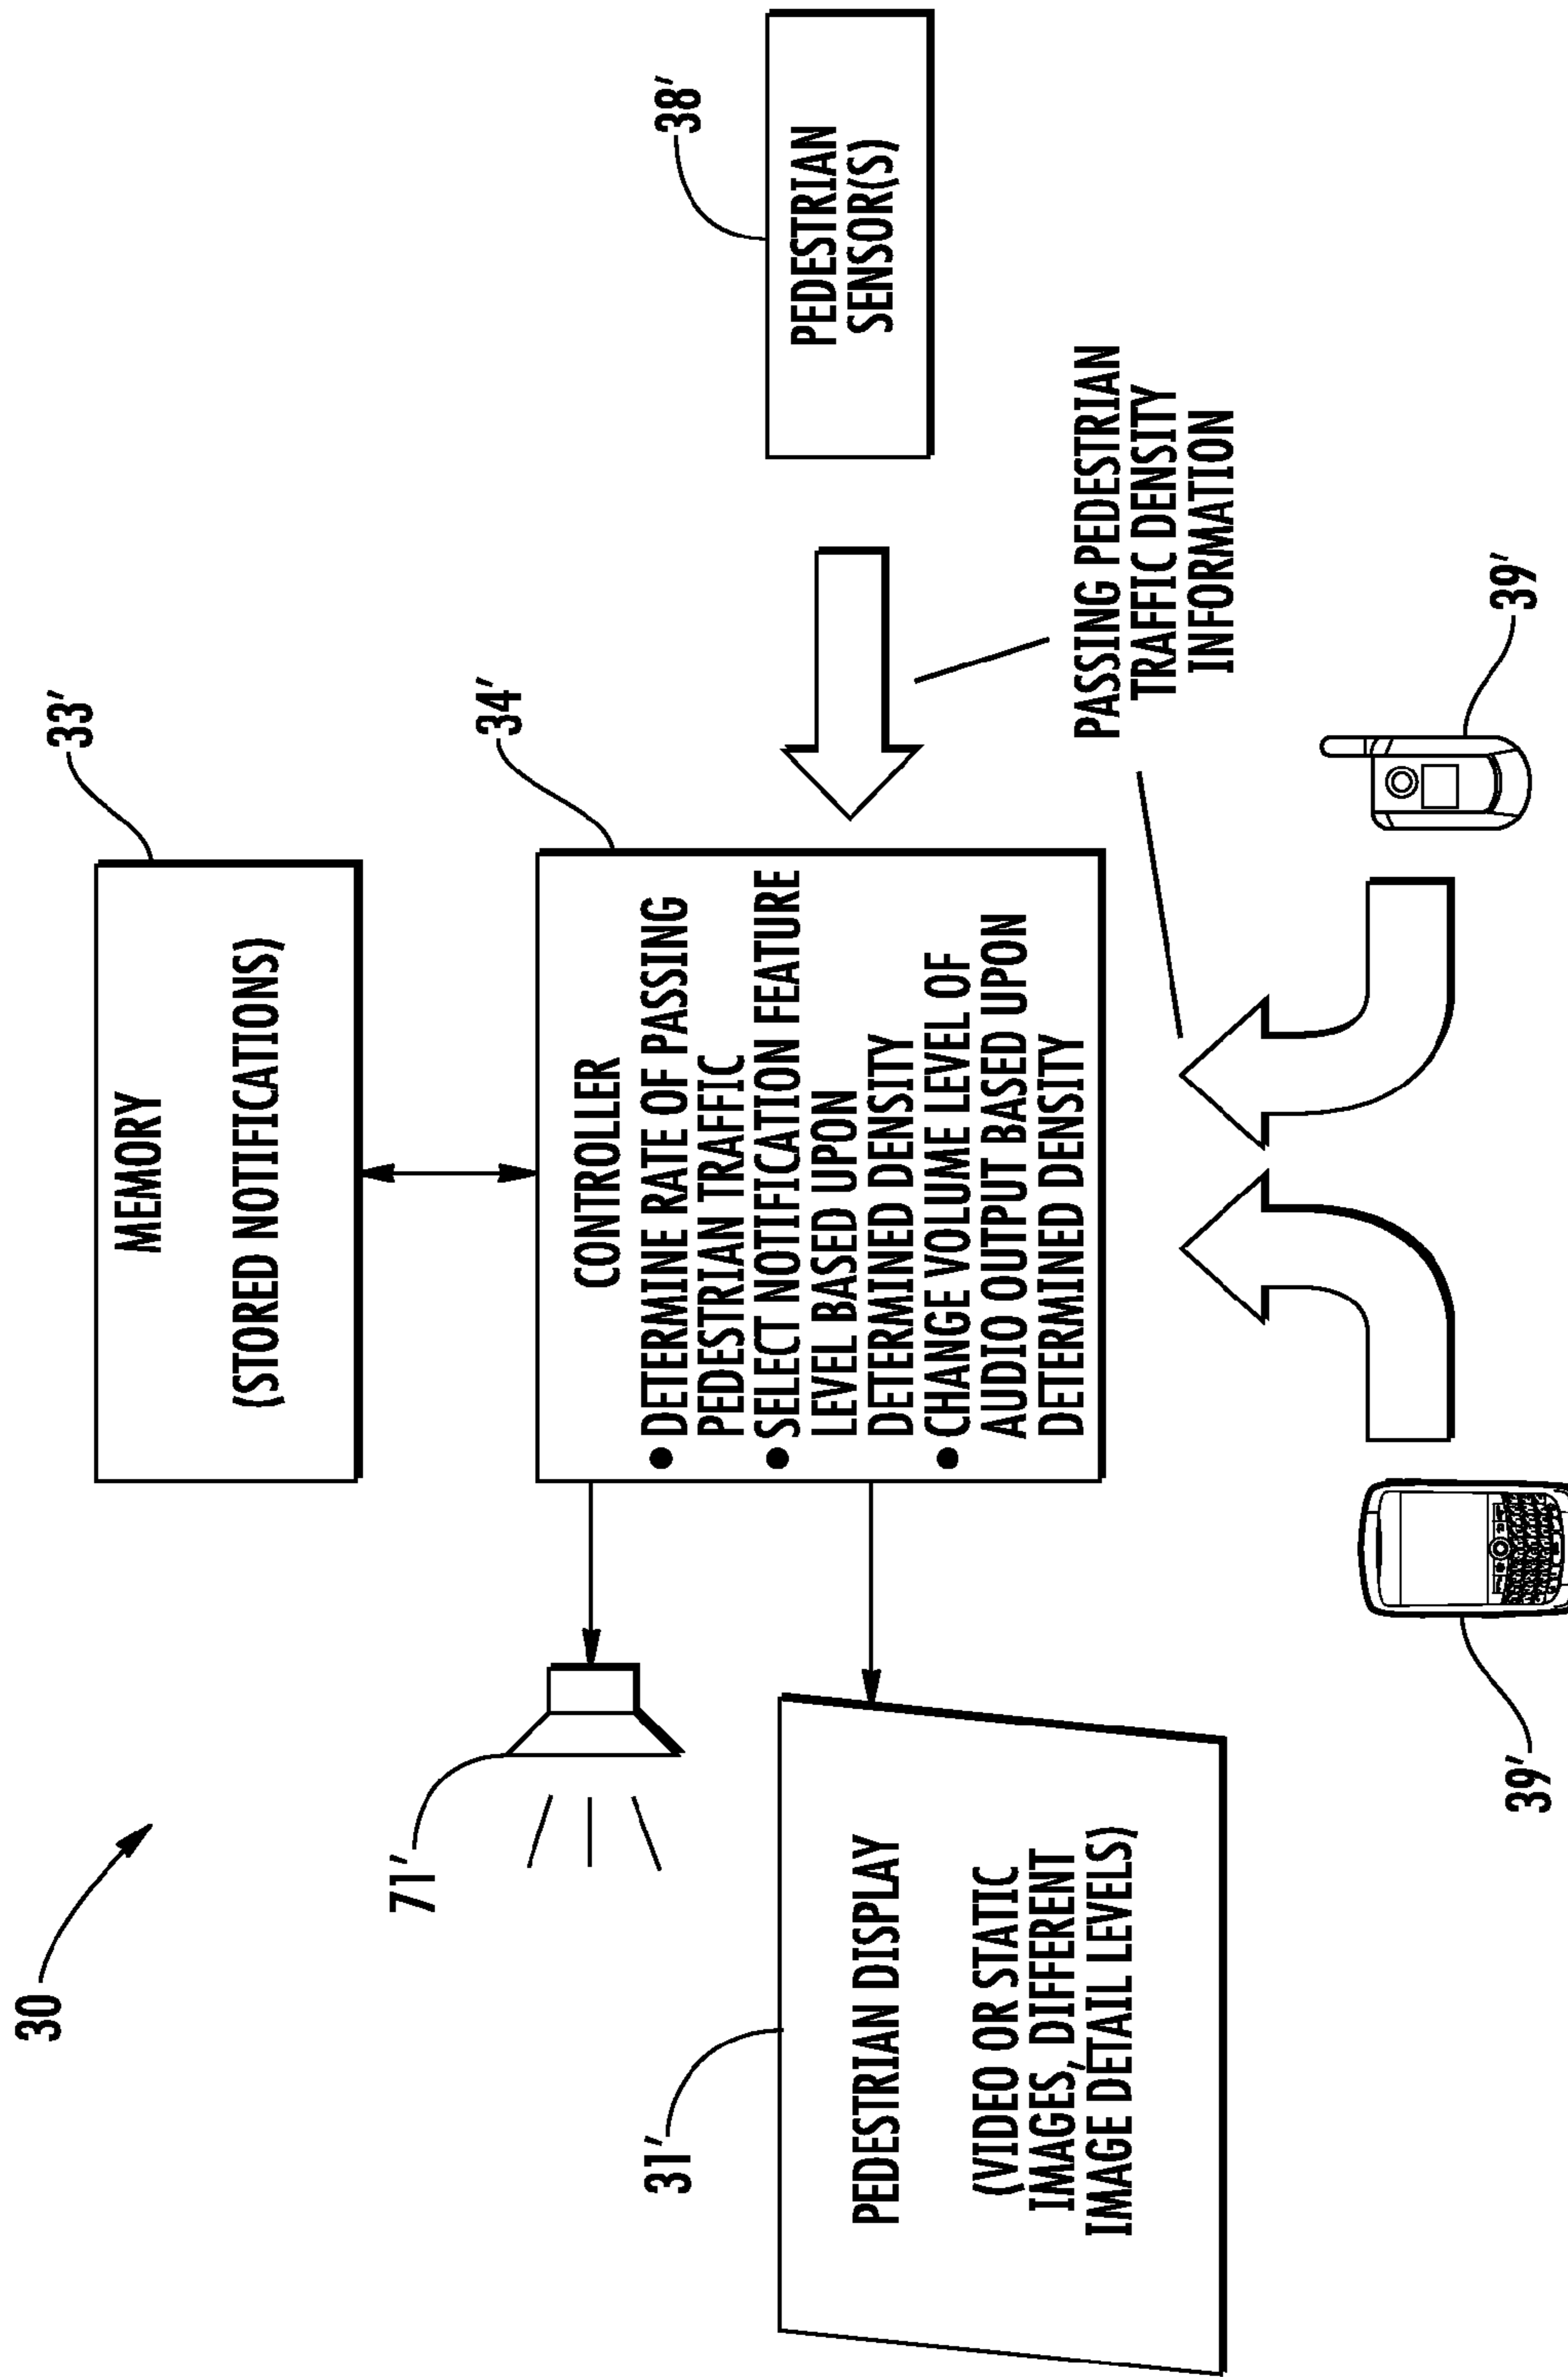 30
33′
MEMORY
(STORED NOTIFICATIONS)
34′
71′
CONTROLLER
● DETERMINE RATE OF PASSING
PEDESTRIAN TRAFFIC
● SELECT NOTIFICATION FEATURE
LEVEL BASED UPON
DETERMINED DENSITY
● CHANGE VOLUME LEVEL OF
AUDIO OUTPUT BASED UPON
DETERMINED DENSITY
38′
PEDESTRIAN
SENSOR(S)
31′
PEDESTRIAN DISPLAY
(VIDEO OR STATIC
IMAGES, DIFFERENT
IMAGE DETAIL LEVELS)
PASSING PEDESTRIAN
TRAFFIC DENSITY
INFORMATION
39′
39′